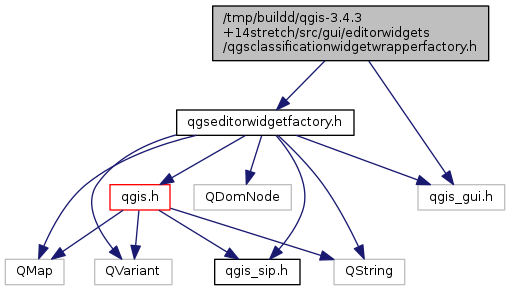 /tmp/buildd/qgis-3.4.3
+14stretch/src/gui/editorwidgets
/qgsclassificationwidgetwrapperfactory.h
qgseditorwidgetfactory.h
qgis.h
QDomNode
qgis_gui.h
QMap
QVariant
qgis_sip.h
QString